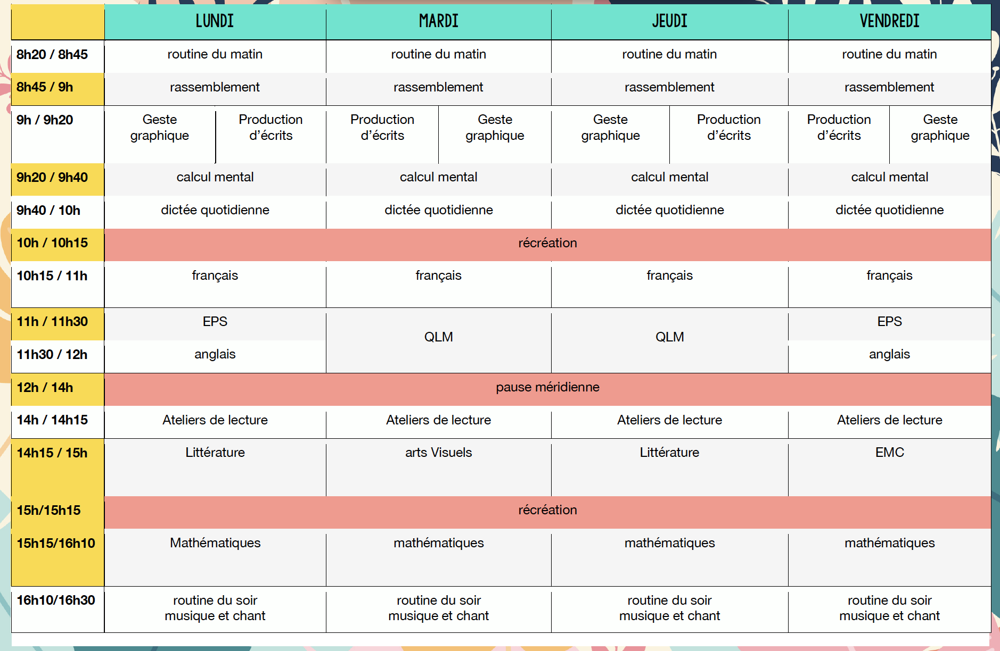 LUNDI MARDI JEUDI VENDREDI
8h20 / 8h45 routine du matin routine du matin routine du matin routine du matin
8h45 / 9h rassemblement rassemblement rassemblement rassemblement
9h / 9h20 Geste Production Production Geste Geste Production Production Geste
graphique d’écrits d’écrits graphique graphique d’écrits d’écrits graphique
9h20 / 9h40 calcul mental calcul mental calcul mental calcul mental
9h40 / 10h dictée quotidienne dictée quotidienne dictée quotidienne dictée quotidienne
10h / 10h15 récréation
10h15 / 11h français français français français
11h / 11h30 EPS EPS
QLM QLM
11h30 / 12h anglais anglais
12h / 14h pause méridienne
14h / 14h15 Ateliers de lecture Ateliers de lecture Ateliers de lecture Ateliers de lecture
14h15 / 15h Littérature arts Visuels Littérature EMC
15h/15h15 récréation
15h15/16h10 Mathématiques mathématiques mathématiques mathématiques
16h10/16h30 routine du soir routine du soir routine du soir routine du soir
musique et chant musique et chant musique et chant musique et chant